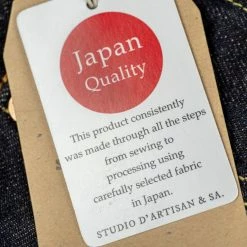 Japan
Quality
This product consistently
was made through all the steps
from sewing to
processing using
carefully selected fabric
in Japan.
STUDIO D'ARTISAN & SA.